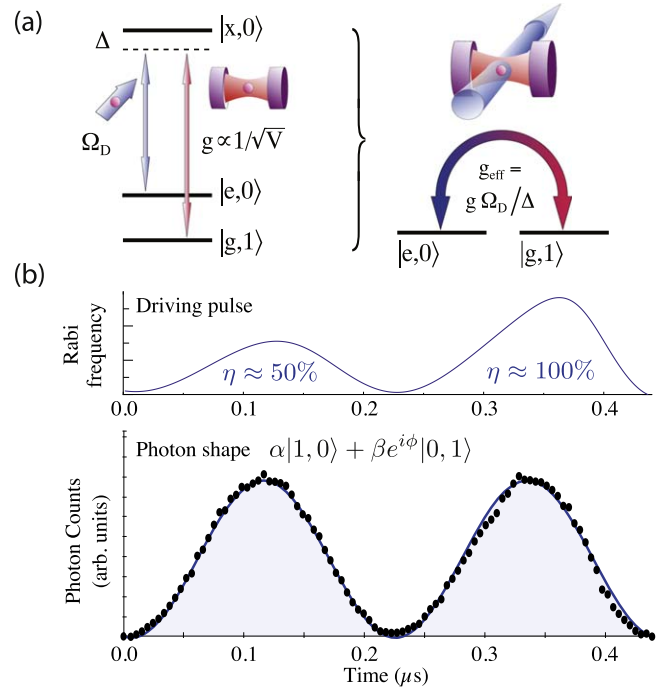 (a)
|x,0⟩
Δ
Ω_D
g ∝ 1/√V
|e,0⟩
|g,1⟩
g_eff =
g Ω_D/Δ
|e,0⟩
|g,1⟩
(b)
Driving pulse
Rabi
frequency
η ≈ 50%
η ≈ 100%
0.0 0.1 0.2 0.3 0.4
Photon shape α|1,0⟩ + βe^{iφ}|0,1⟩
Photon Counts
(arb. units)
0.0 0.1 0.2 0.3 0.4
Time (μs)